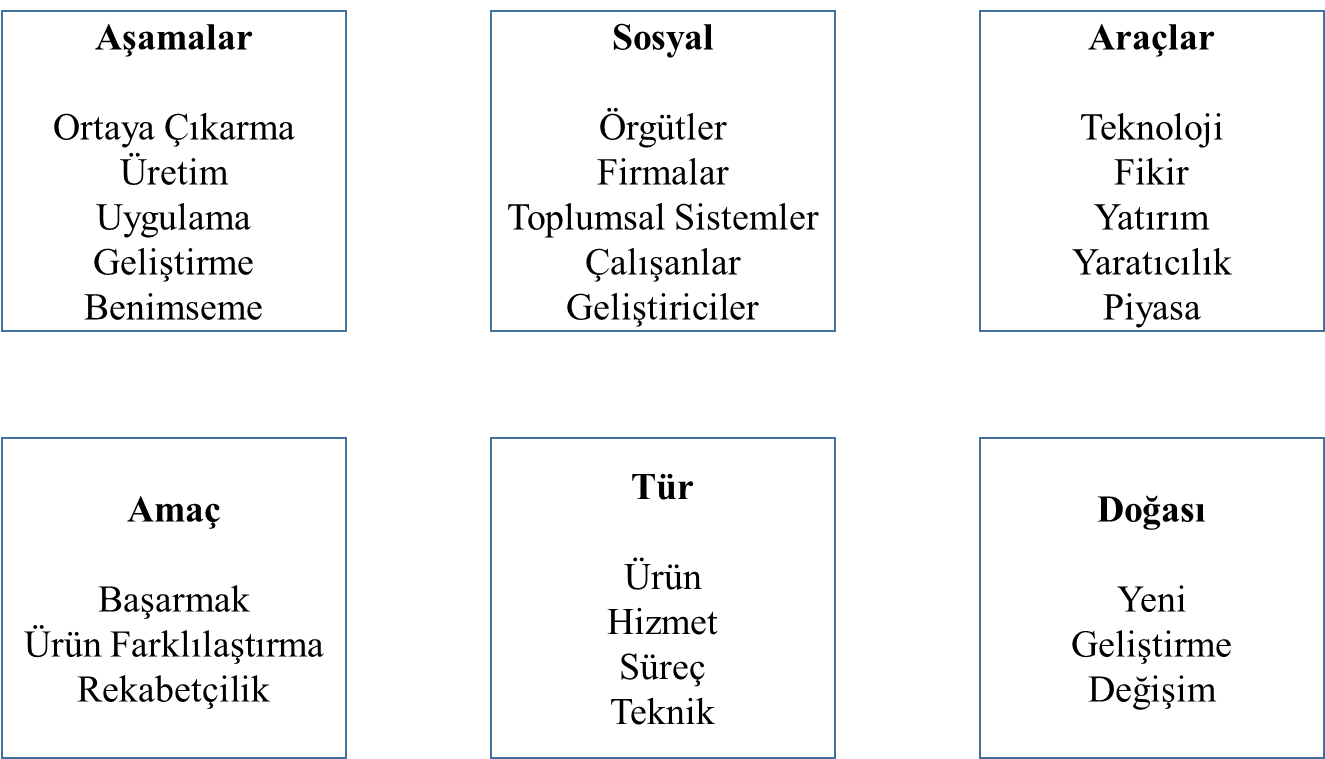 Aşamalar
Ortaya Çıkarma
Üretim
Uygulama
Geliştirme
Benimseme
Sosyal
Örgütler
Firmalar
Toplumsal Sistemler
Çalışanlar
Geliştiriciler
Araçlar
Teknoloji
Fikir
Yatırım
Yaratıcılık
Piyasa
Amaç
Başarmak
Ürün Farklılaştırma
Rekabetçilik
Tür
Ürün
Hizmet
Süreç
Teknik
Doğası
Yeni
Geliştirme
Değişim